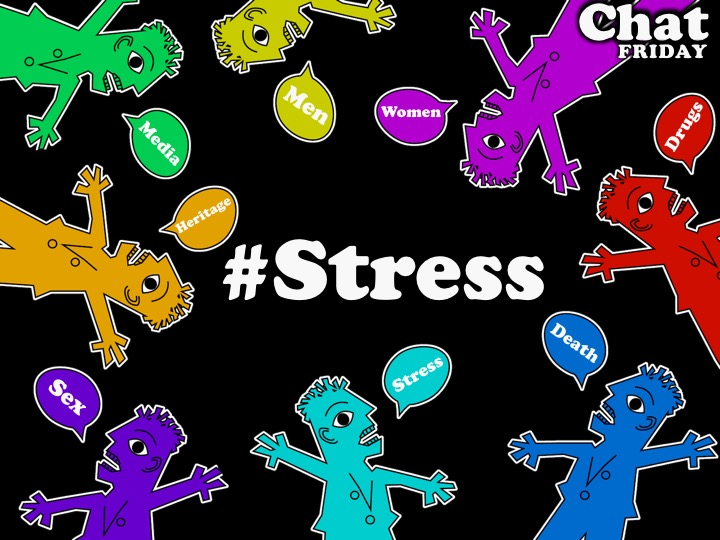 Chat
FRIDAY
Men
Women
Media
Drugs
Heritage
#Stress
Death
Stress
Sex